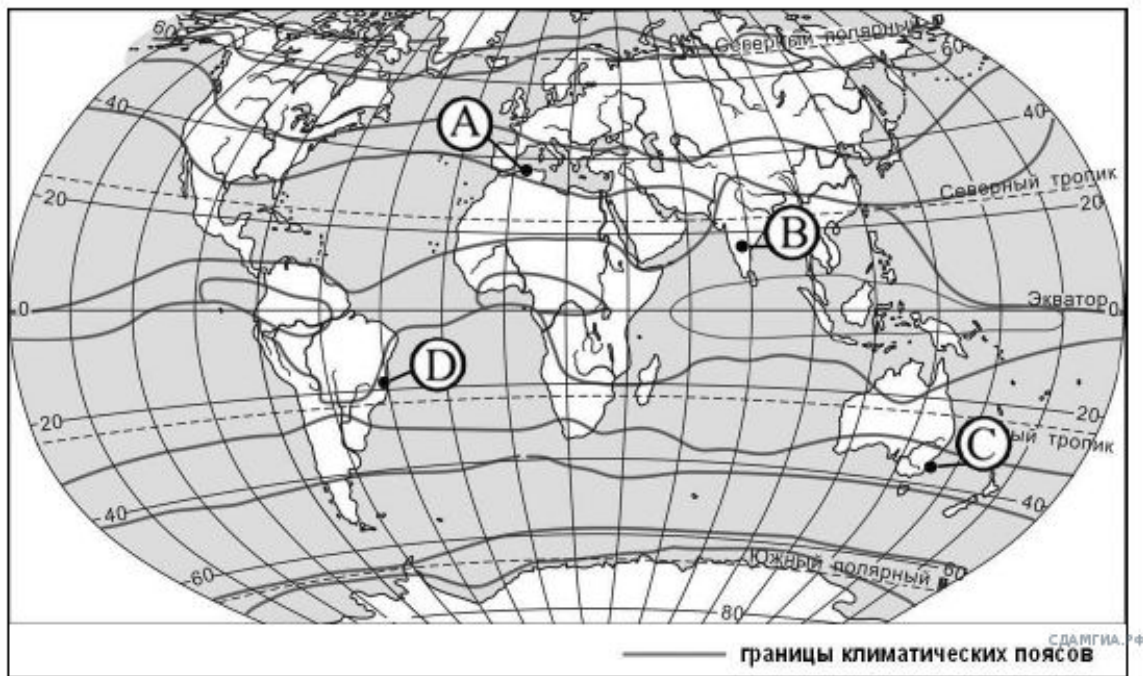 60
Северный полярный
60
40
A
40
Северный тропик
20
20
B
0
Экватор
0
D
20
20
C
ый тропик
40
40
60
Южный полярный
60
80
СДАМГИА.РФ
границы климатических поясов